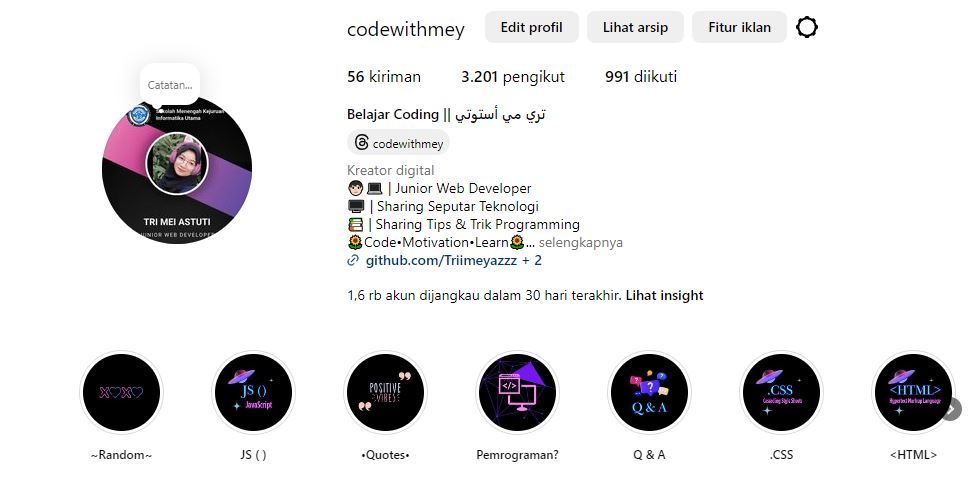 codewithmey Edit profil Lihat arsip Fitur iklan
56 kiriman 3.201 pengikut 991 diikuti
Catatan...
Sekolah Menengah Kejuruan
Informatika Utama
TRI MEI ASTUTI
JUNIOR WEB DEVELOPER
Belajar Coding || تري مي أستوتي
codewithmey
Kreator digital
👨🏻💻 | Junior Web Developer
🖥️ | Sharing Seputar Teknologi
📚 | Sharing Tips & Trik Programming
🌻Code•Motivation•Learn🌻... selengkapnya
github.com/Triimeyazzz + 2
1,6 rb akun dijangkau dalam 30 hari terakhir. Lihat insight
JS ()
JavaScript
POSITIVE
VIBES
</>
Q & A
.CSS
Cascading Style Sheets
<HTML>
Hypertext Markup Language
~Random~ JS ( ) •Quotes• Pemrograman? Q & A .CSS <HTML>